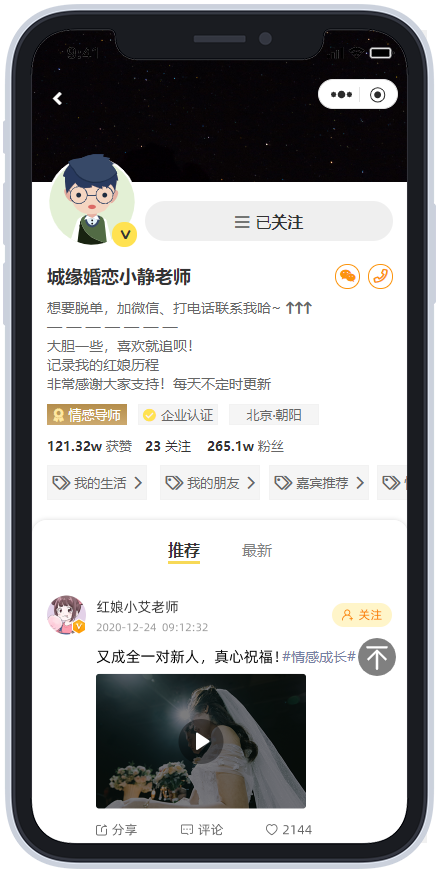 9:41
已关注
V
城缘婚恋小静老师
想要脱单，加微信、打电话联系我哈~ ↑↑↑
— — — — — — —
大胆一些，喜欢就追呗！
记录我的红娘历程
非常感谢大家支持！每天不定时更新
情感导师 企业认证 北京·朝阳
121.32w 获赞 23 关注 265.1w 粉丝
我的生活 我的朋友 嘉宾推荐
推荐 最新
红娘小艾老师
V
2020-12-24 09:12:32
关注
又成全一对新人，真心祝福！#情感成长#
分享 评论 2144